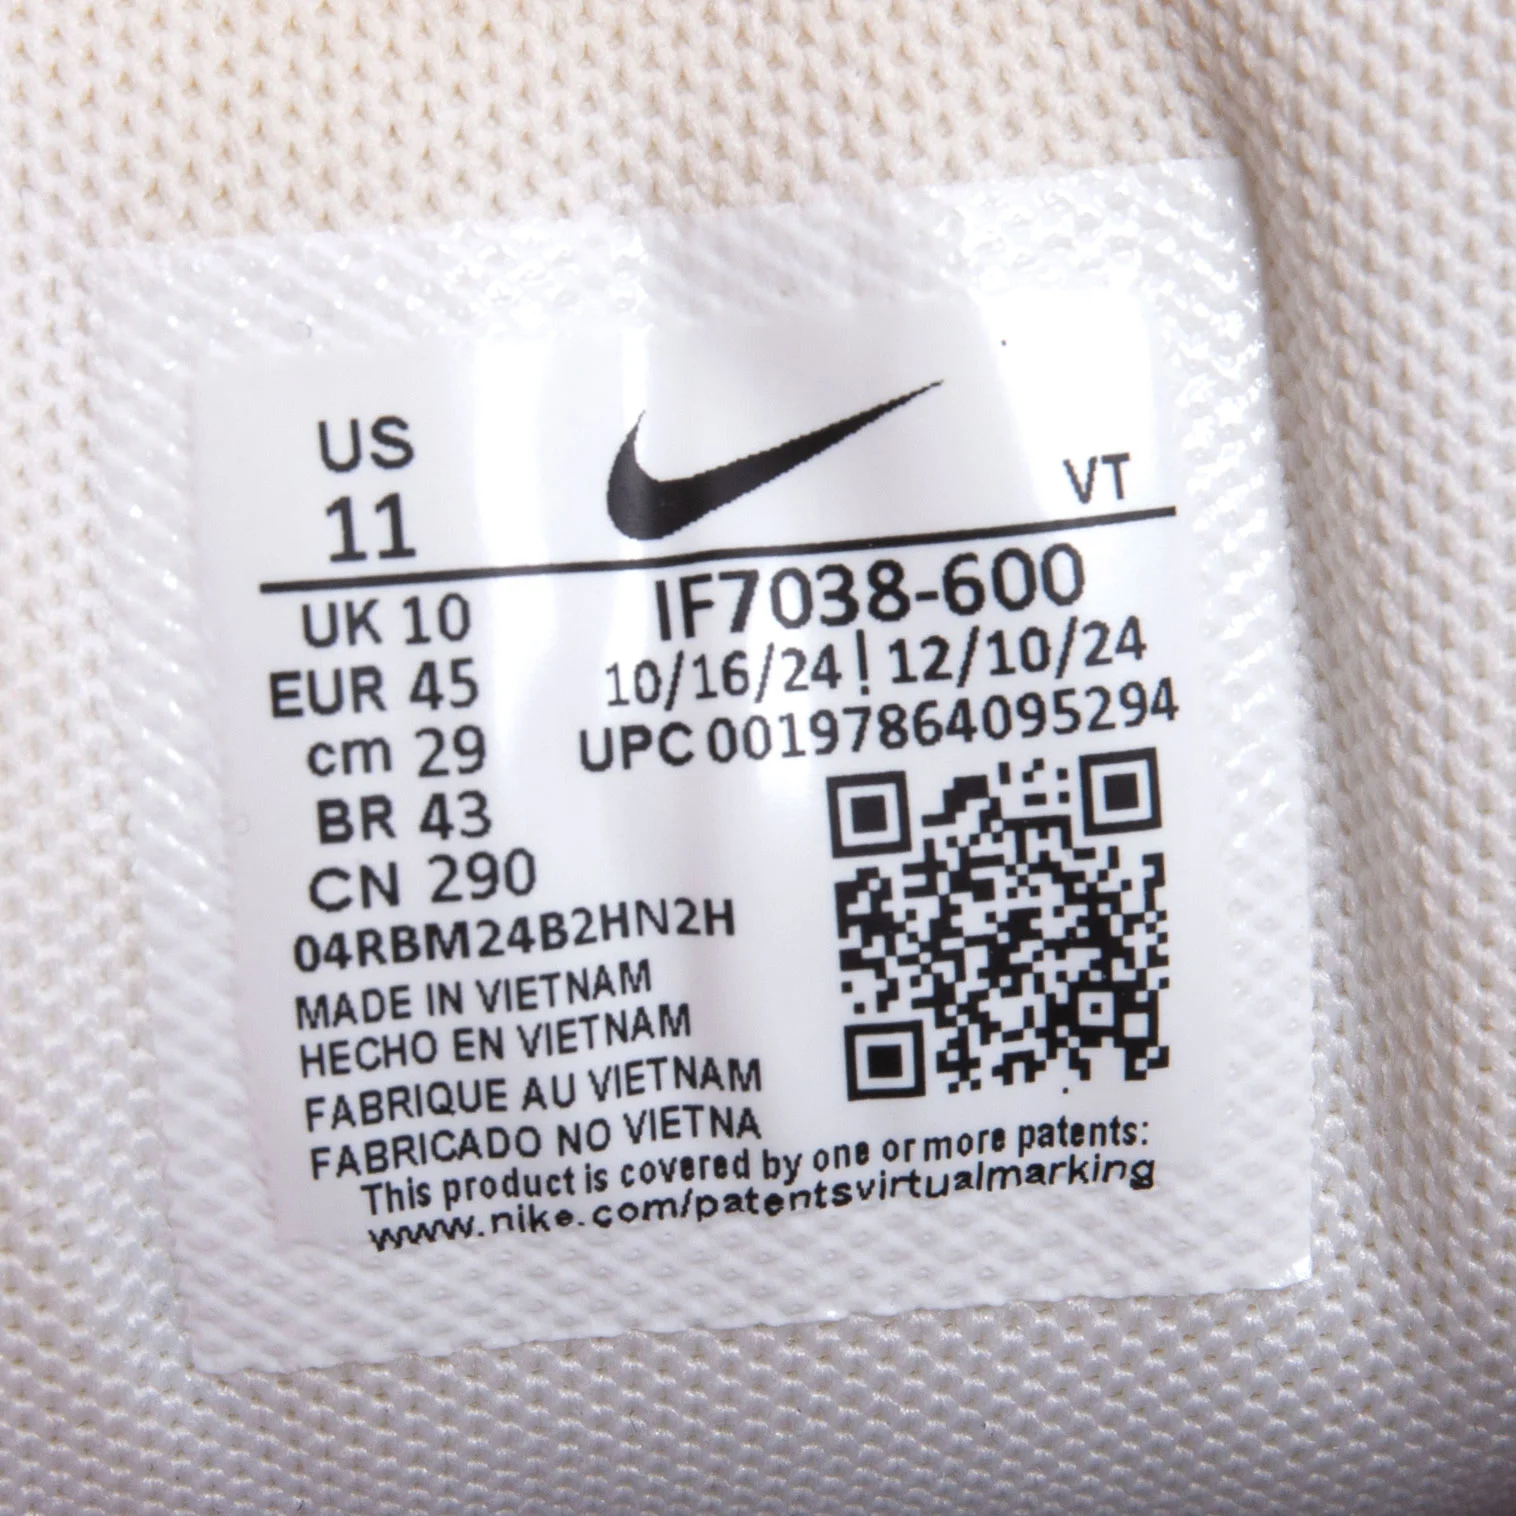 US
11
VT
UK 10
EUR 45
cm 29
BR 43
CN 290
IF7038-600
10/16/24 ! 12/10/24
UPC 00197864095294
04RBM24B2HN2H
MADE IN VIETNAM
HECHO EN VIETNAM
FABRIQUE AU VIETNAM
FABRICADO NO VIETNA
This product is covered by one or more patents:
www.nike.com/patentsvirtualmarking